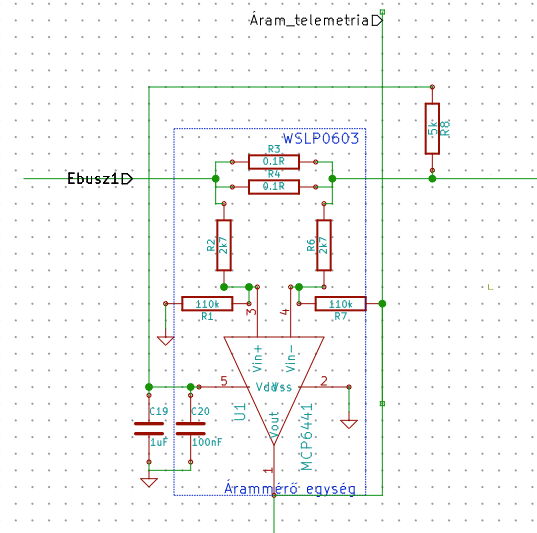 Áram_telemetria
WSLP0603
5k
R8
R3
0.1R
R4
0.1R
Ebusz1
R2
2k7
R6
2k7
110k
R1
3
4
110k
R7
Vin+
Vin-
5
Vdd
Vss
2
U1
Vout
MCP6441
C19
1uF
C20
100nF
1
Árammérő egység